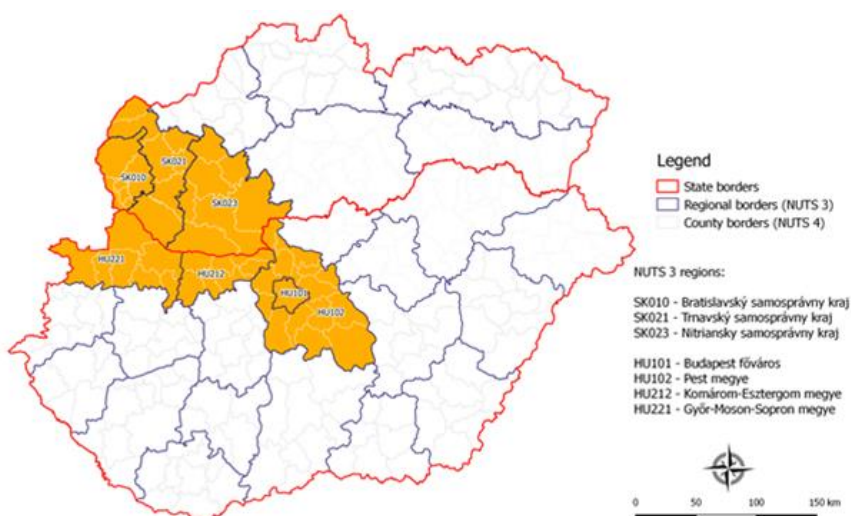 SK021
SK010
SK023
HU221
HU212
HU101
HU102
Legend
State borders
Regional borders (NUTS 3)
County borders (NUTS 4)
NUTS 3 regions:
SK010 - Bratislavský samosprávny kraj
SK021 - Trnavský samosprávny kraj
SK023 - Nitriansky samosprávny kraj
HU101 - Budapest főváros
HU102 - Pest megye
HU212 - Komárom-Esztergom megye
HU221 - Győr-Moson-Sopron megye
0 50 100 150 km